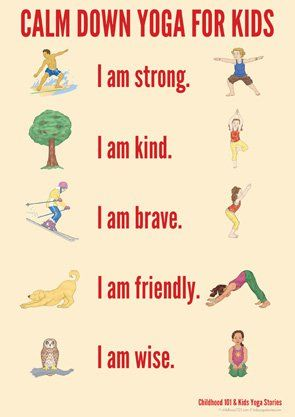 CALM DOWN YOGA FOR KIDS
I am strong.
I am kind.
I am brave.
I am friendly.
I am wise.
Childhood 101 & Kids Yoga Stories